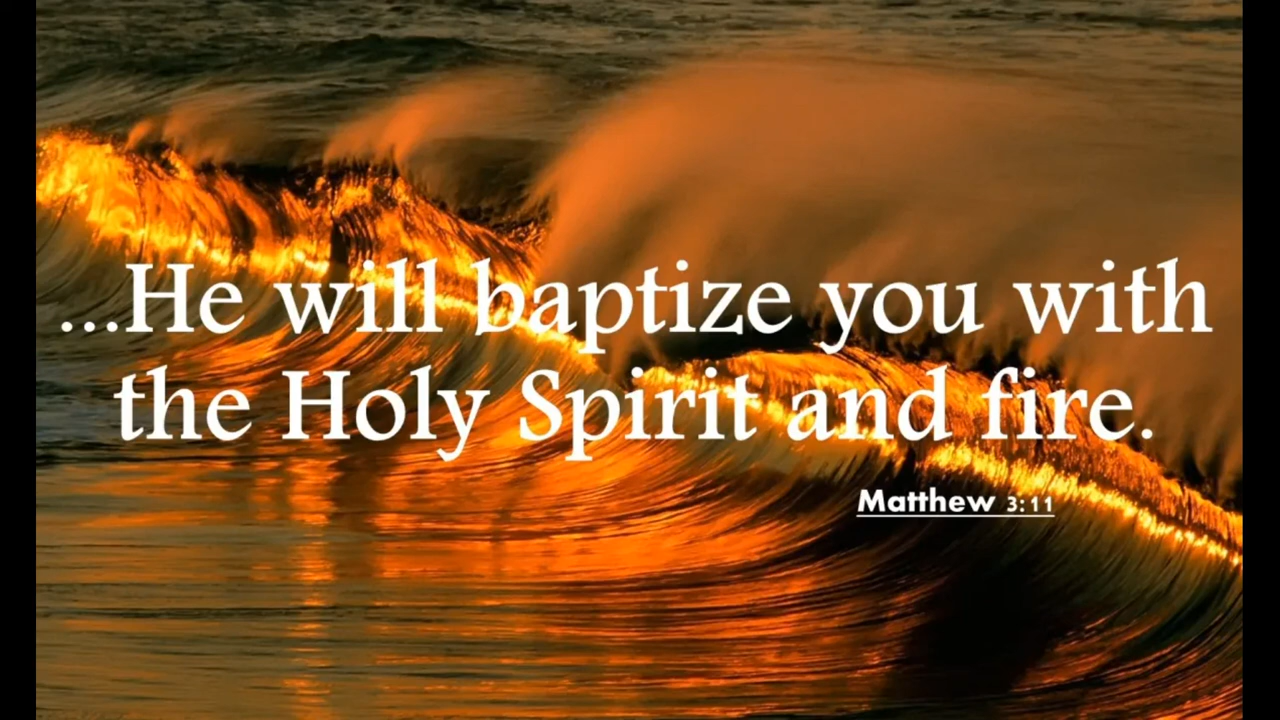 ...He will baptize you with
the Holy Spirit and fire.
Matthew 3:11